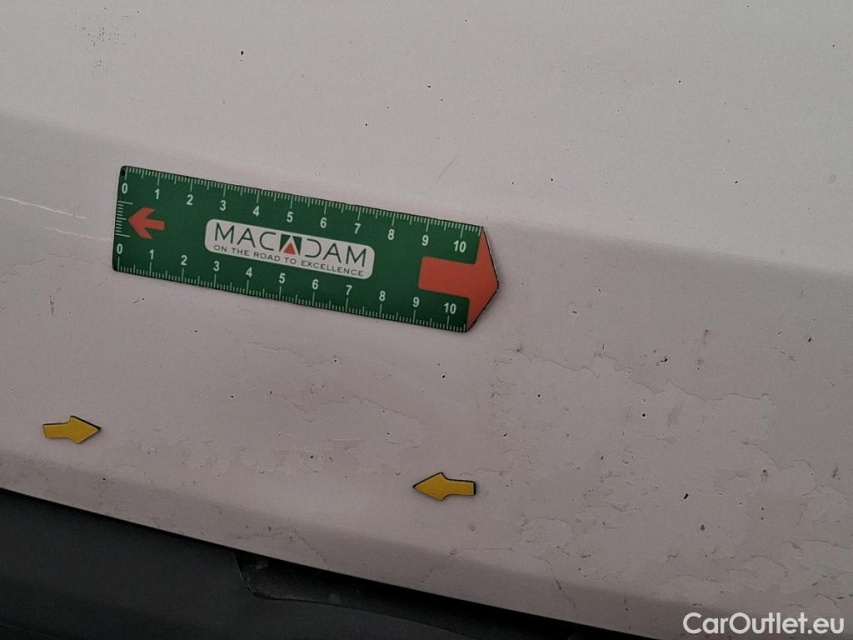 0 1 2 3 4 5 6 7 8 9 10
MACADAM
ON THE ROAD TO EXCELLENCE
0 1 2 3 4 5 6 7 8 9 10
CarOutlet.eu